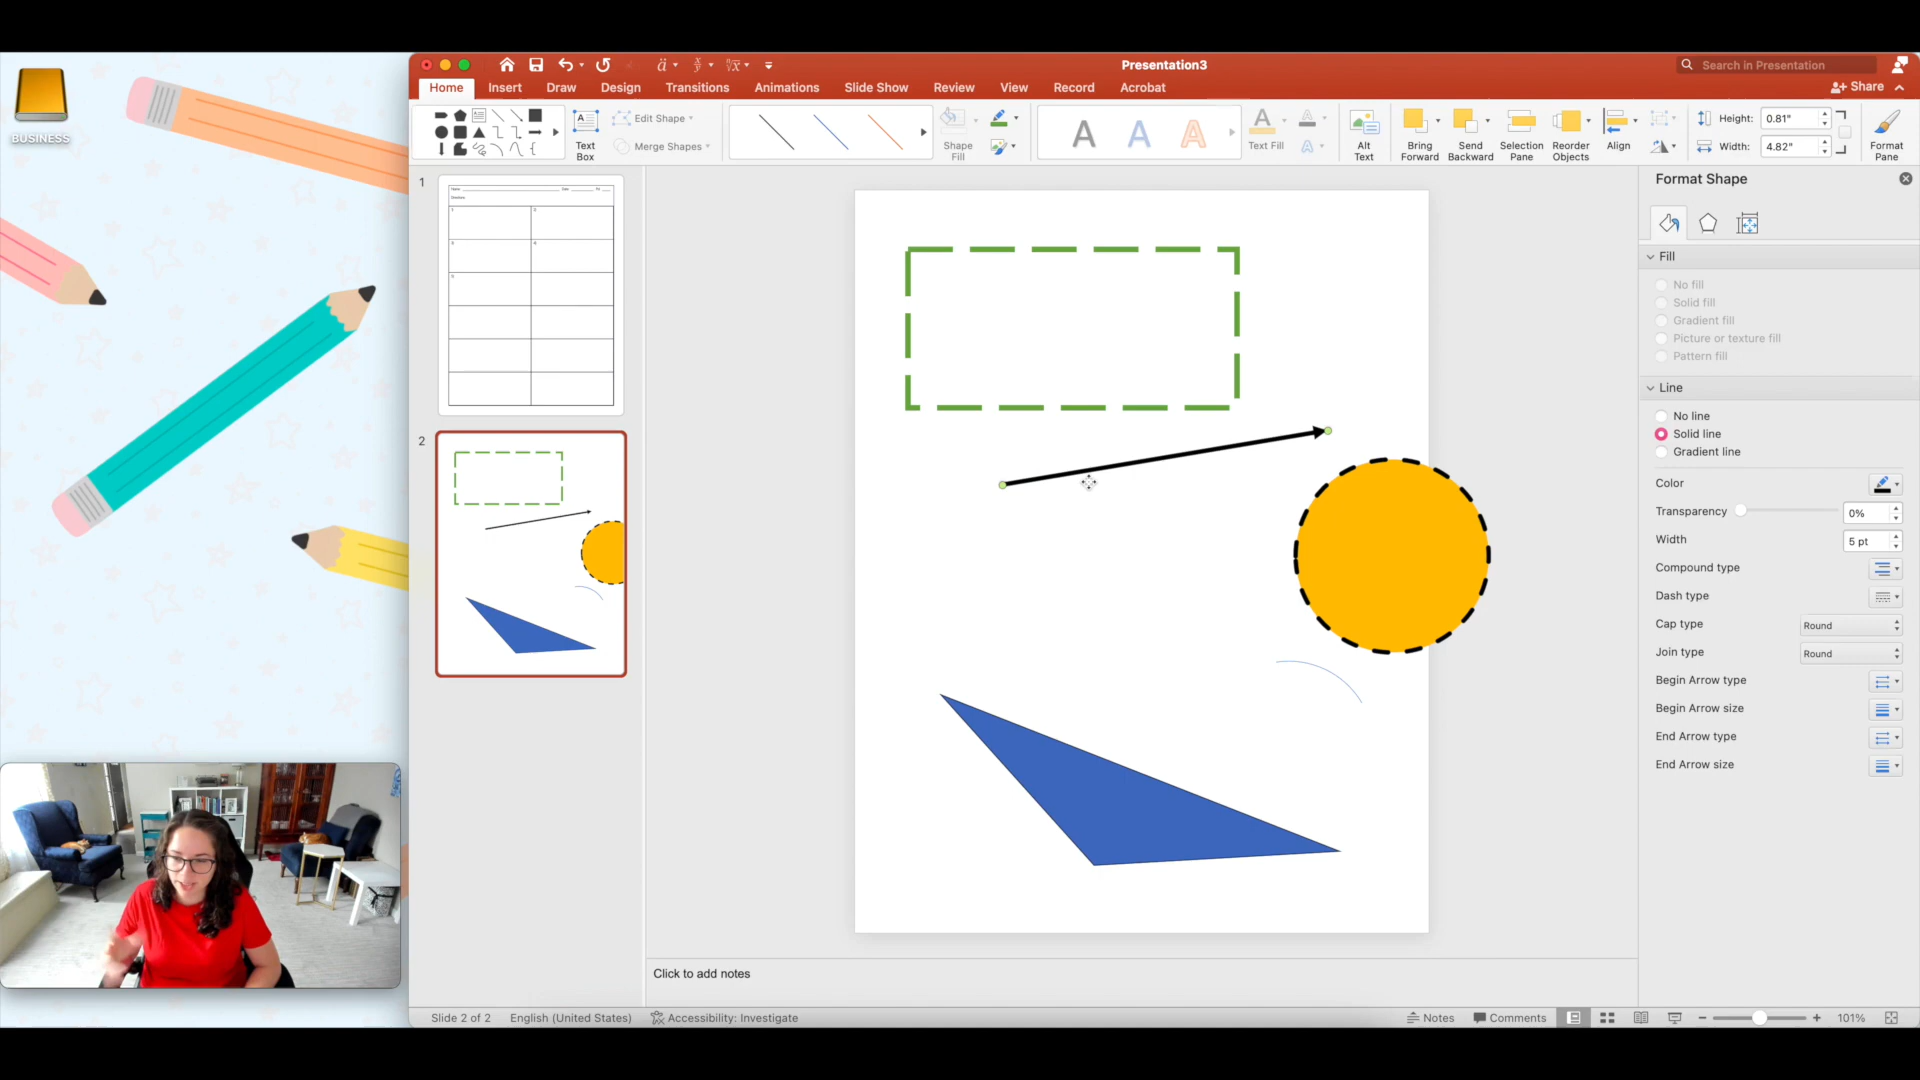 BUSINESS
Presentation3
Search in Presentation
Home Insert Draw Design Transitions Animations Slide Show Review View Record Acrobat
Share
Text Box
Edit Shape
Merge Shapes
Shape Fill
A A A
Text Fill
Alt Text
Bring Forward
Send Backward
Selection Pane
Reorder Objects
Align
Height: 0.81"
Width: 4.82"
Format Pane
1
2
Format Shape
Fill
No fill
Solid fill
Gradient fill
Picture or texture fill
Pattern fill
Line
No line
Solid line
Gradient line
Color
Transparency 0%
Width 5 pt
Compound type
Dash type
Cap type Round
Join type Round
Begin Arrow type
Begin Arrow size
End Arrow type
End Arrow size
Click to add notes
Slide 2 of 2 English (United States) Accessibility: Investigate
Notes Comments 101%